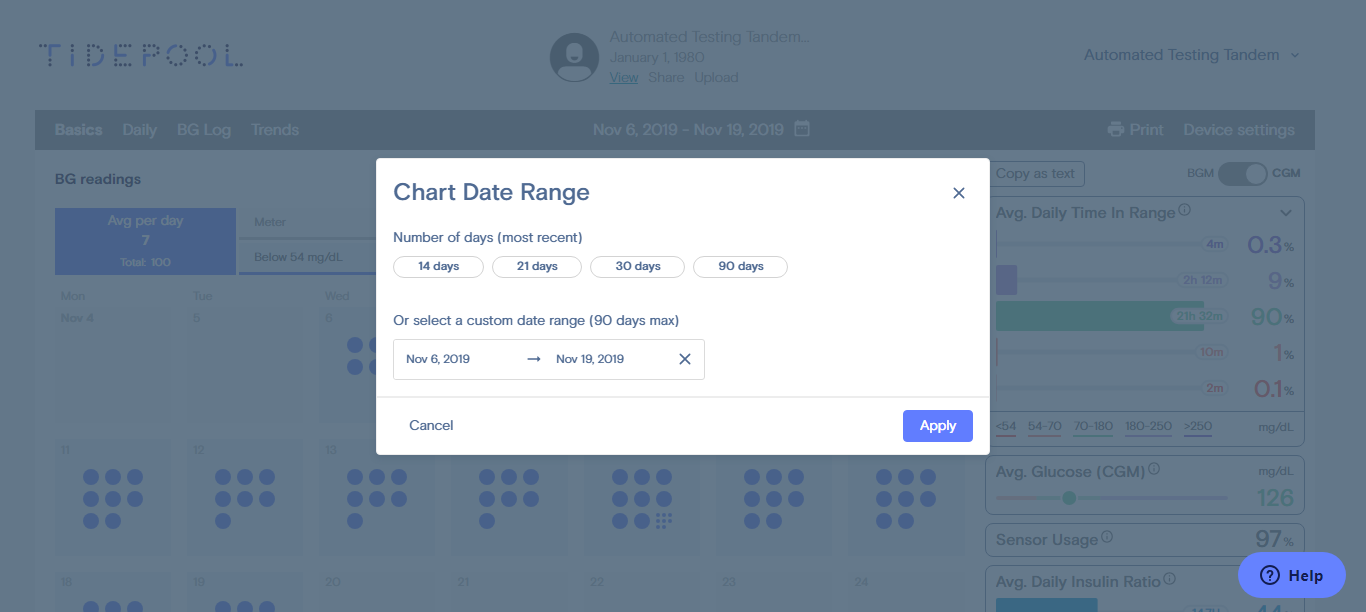 TIDEPOOL
Automated Testing Tandem...
January 1, 1980
View Share Upload
Automated Testing Tandem
Basics Daily BG Log Trends
Nov 6, 2019 - Nov 19, 2019
Print Device settings
BG readings
Avg per day
7
Total: 100
Meter
Below 54 mg/dL
Mon Tue Wed
Nov 4 5 6
11 12 13
18 19 20 21 22 23 24
Chart Date Range
Number of days (most recent)
14 days 21 days 30 days 90 days
Or select a custom date range (90 days max)
Nov 6, 2019 → Nov 19, 2019
Cancel Apply
Copy as text
BGM CGM
Avg. Daily Time In Range
4m 0.3%
2h 12m 9%
21h 32m 90%
10m 1%
2m 0.1%
<54 54-70 70-180 180-250 >250 mg/dL
Avg. Glucose (CGM) mg/dL
126
Sensor Usage 97%
Avg. Daily Insulin Ratio
Help